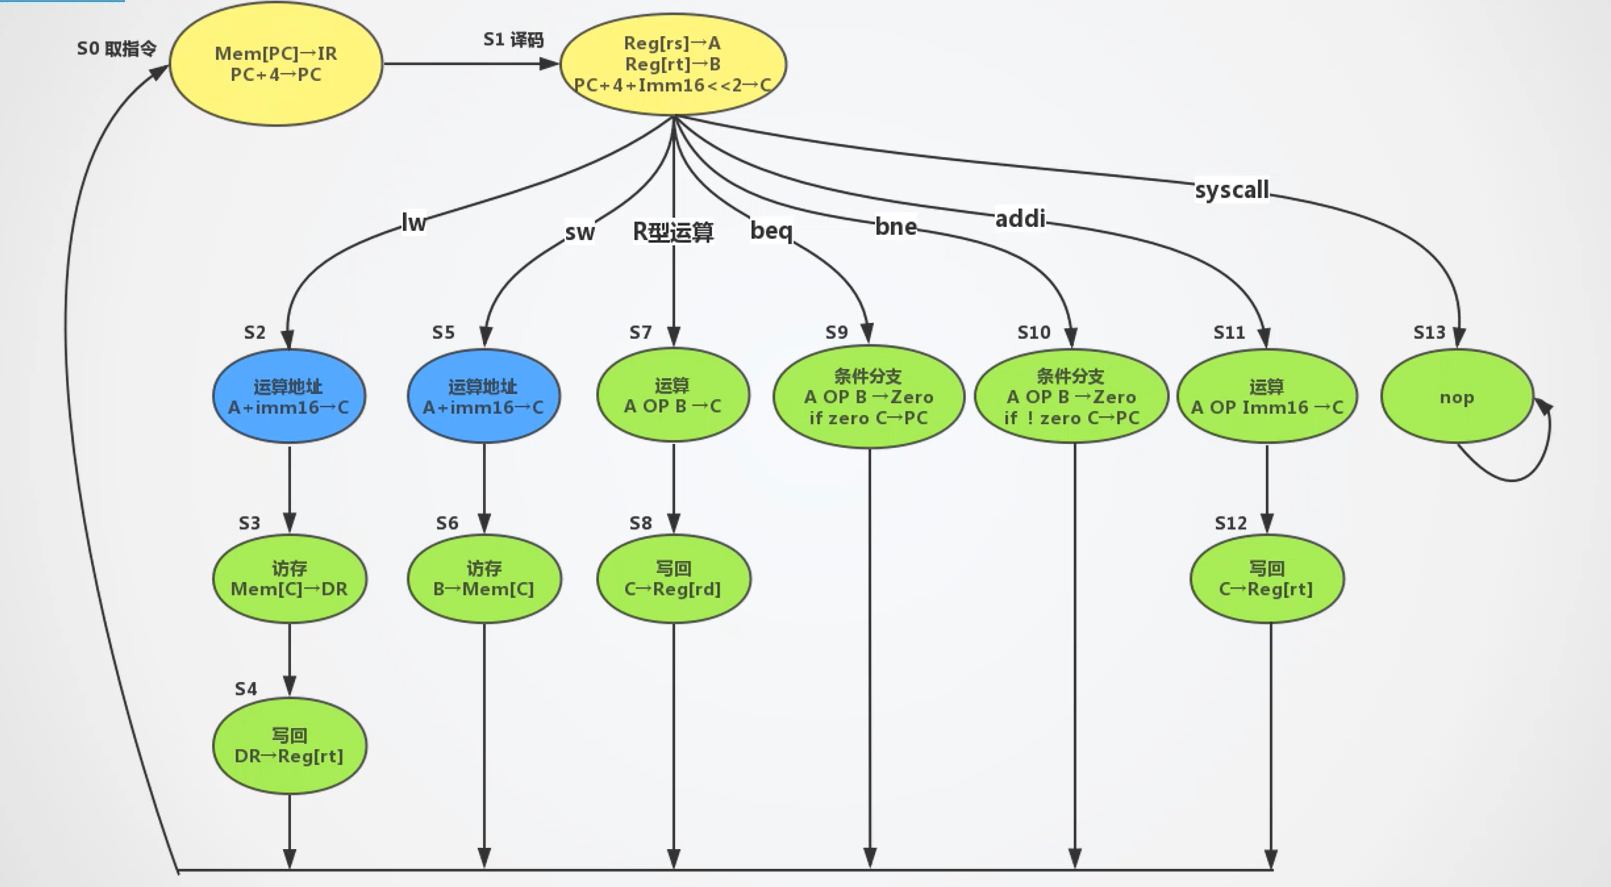 S0 取指令
Mem[PC]→IR
PC+4→PC
S1 译码
Reg[rs]→A
Reg[rt]→B
PC+4+Imm16<<2→C
lw
sw
R型运算
beq
bne
addi
syscall
S2
运算地址
A+imm16→C
S5
运算地址
A+imm16→C
S7
运算
A OP B →C
S9
条件分支
A OP B →Zero
if zero C→PC
S10
条件分支
A OP B →Zero
if ! zero C→PC
S11
运算
A OP Imm16 →C
S13
nop
S3
访存
Mem[C]→DR
S6
访存
B→Mem[C]
S8
写回
C→Reg[rd]
S12
写回
C→Reg[rt]
S4
写回
DR→Reg[rt]